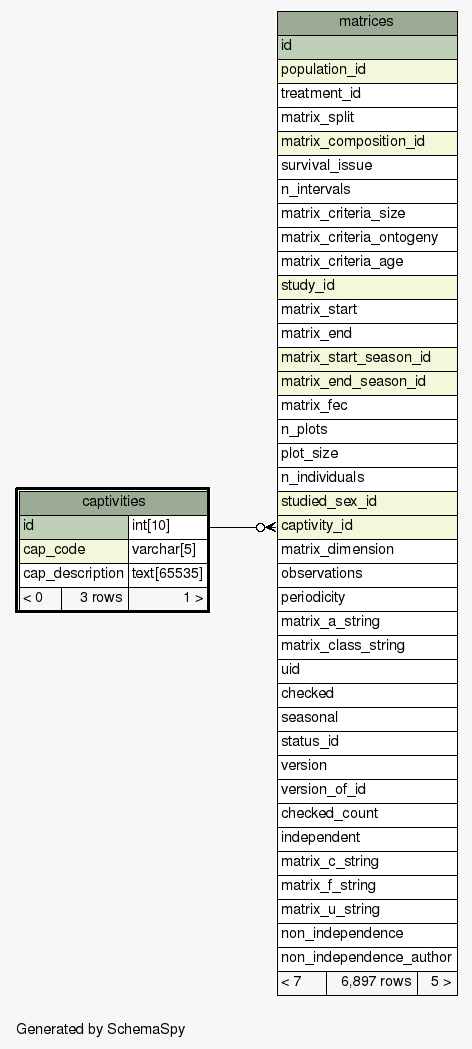 matrices
id
population_id
treatment_id
matrix_split
matrix_composition_id
survival_issue
n_intervals
matrix_criteria_size
matrix_criteria_ontogeny
matrix_criteria_age
study_id
matrix_start
matrix_end
matrix_start_season_id
matrix_end_season_id
matrix_fec
n_plots
plot_size
n_individuals
studied_sex_id
captivity_id
matrix_dimension
observations
periodicity
matrix_a_string
matrix_class_string
uid
checked
seasonal
status_id
version
version_of_id
checked_count
independent
matrix_c_string
matrix_f_string
matrix_u_string
non_independence
non_independence_author
< 7 6,897 rows 5 >
captivities
id int[10]
cap_code varchar[5]
cap_description text[65535]
< 0 3 rows 1 >
Generated by SchemaSpy